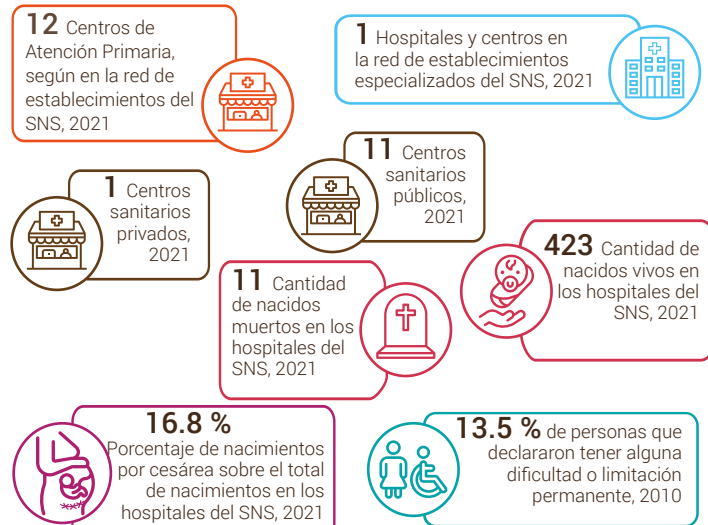 12 Centros de
Atención Primaria,
según en la red de
establecimientos del
SNS, 2021
1 Hospitales y centros en
la red de establecimientos
especializados del SNS, 2021
1 Centros
sanitarios
privados,
2021
11 Centros
sanitarios
públicos,
2021
423 Cantidad de
nacidos vivos en
los hospitales del
SNS, 2021
11 Cantidad
de nacidos
muertos en los
hospitales del
SNS, 2021
16.8 %
Porcentaje de nacimientos
por cesárea sobre el total
de nacimientos en los
hospitales del SNS, 2021
13.5 % de personas que
declararon tener alguna
dificultad o limitación
permanente, 2010